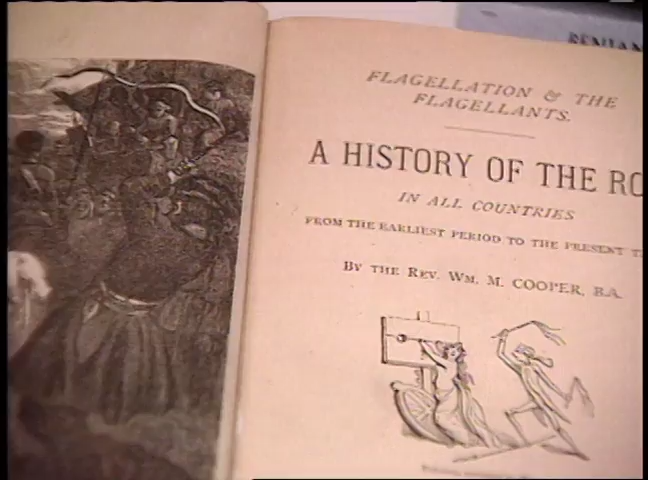 FLAGELLATION & THE
FLAGELLANTS.
A HISTORY OF THE RO
IN ALL COUNTRIES
FROM THE EARLIEST PERIOD TO THE PRESENT T
BY THE REV. WM. M. COOPER, B.A.